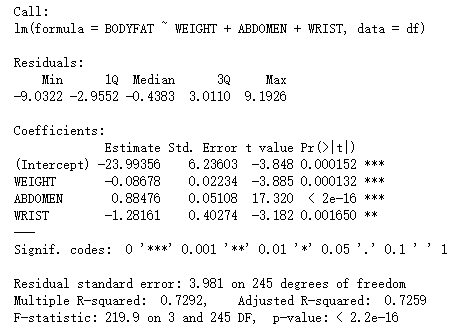 Call:
lm(formula = BODYFAT ~ WEIGHT + ABDOMEN + WRIST, data = df)
Residuals:
Min 1Q Median 3Q Max
-9.0322 -2.9552 -0.4383 3.0110 9.1926
Coefficients:
Estimate Std. Error t value Pr(>|t|)
(Intercept) -23.99356 6.23603 -3.848 0.000152 ***
WEIGHT -0.08678 0.02234 -3.885 0.000132 ***
ABDOMEN 0.88476 0.05108 17.320 < 2e-16 ***
WRIST -1.28161 0.40274 -3.182 0.001650 **
---
Signif. codes: 0 '***' 0.001 '**' 0.01 '*' 0.05 '.' 0.1 ' ' 1
Residual standard error: 3.981 on 245 degrees of freedom
Multiple R-squared: 0.7292, Adjusted R-squared: 0.7259
F-statistic: 219.9 on 3 and 245 DF, p-value: < 2.2e-16